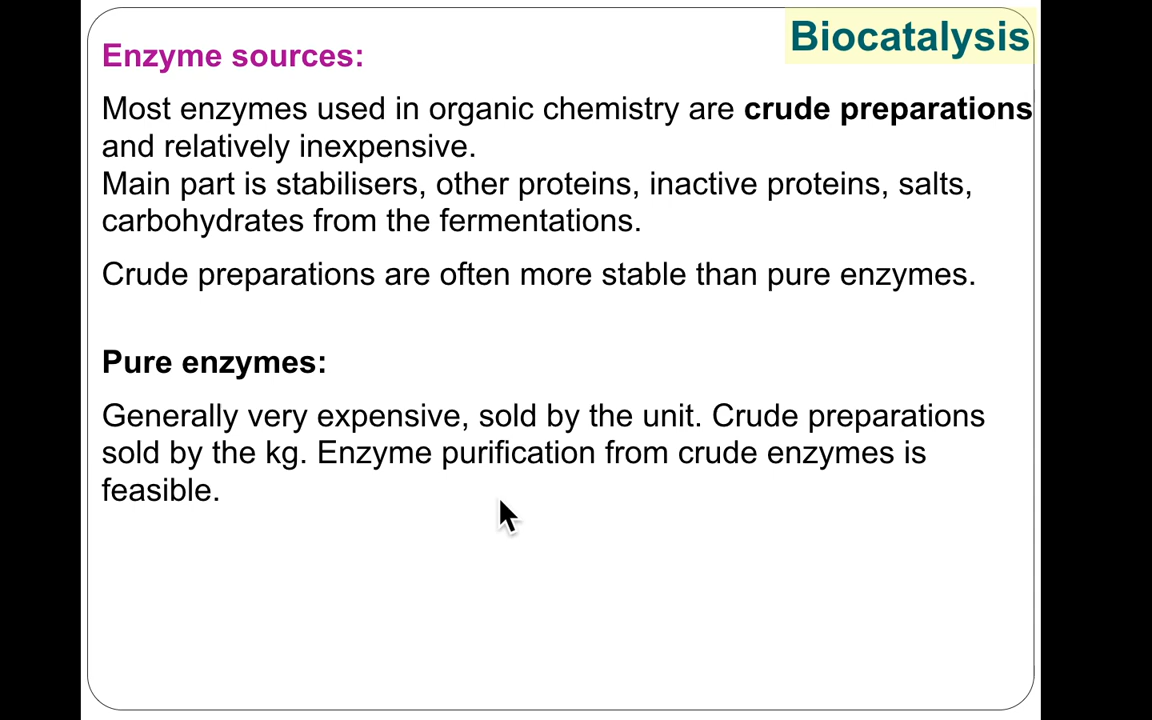 Biocatalysis
Enzyme sources:
Most enzymes used in organic chemistry are crude preparations
and relatively inexpensive.
Main part is stabilisers, other proteins, inactive proteins, salts,
carbohydrates from the fermentations.
Crude preparations are often more stable than pure enzymes.
Pure enzymes:
Generally very expensive, sold by the unit. Crude preparations
sold by the kg. Enzyme purification from crude enzymes is
feasible.